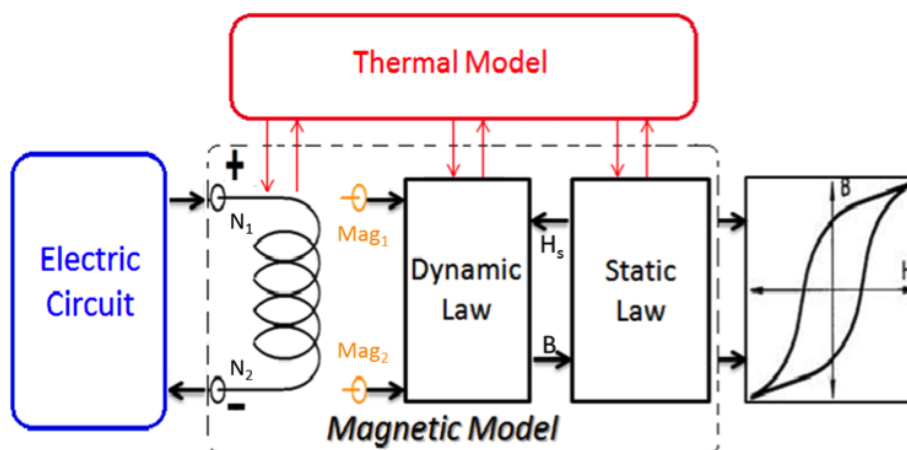 Thermal Model
+
N₁
Mag₁
B
Electric
Circuit
Dynamic
Law
Hₛ
Static
Law
H
B
N₂
Mag₂
-
Magnetic Model